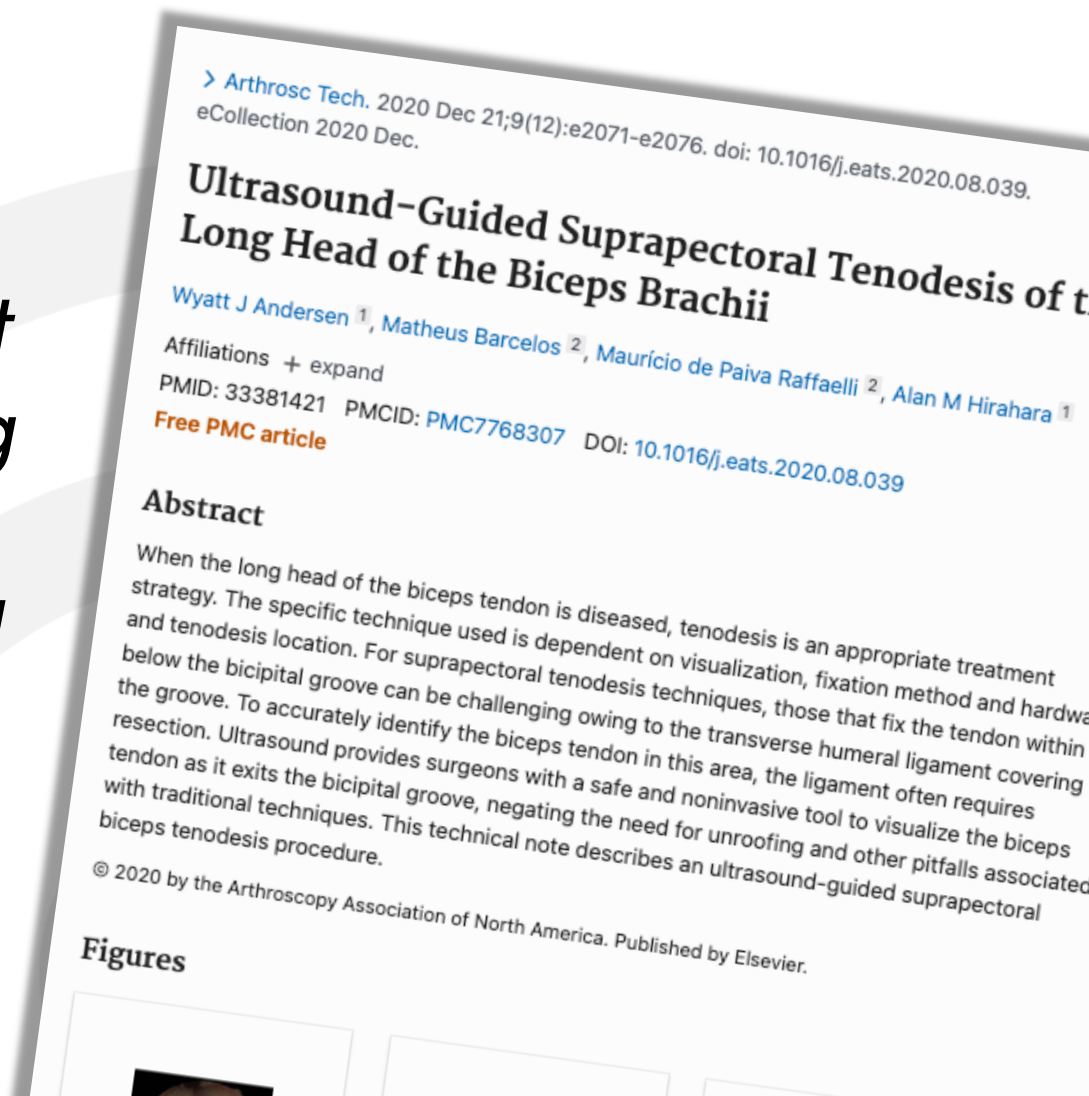 Arthrosc Tech. 2020 Dec 21;9(12):e2071-e2076. doi: 10.1016/j.eats.2020.08.039.
eCollection 2020 Dec.
Ultrasound-Guided Suprapectoral Tenodesis of
Long Head of the Biceps Brachii
Wyatt J Andersen 1, Matheus Barcelos 2, Maurício de Paiva Raffaelli 2, Alan M Hirahara 1
Affiliations + expand
PMID: 33381421 PMCID: PMC7768307 DOI: 10.1016/j.eats.2020.08.039
Free PMC article
Abstract
When the long head of the biceps tendon is diseased, tenodesis is an appropriate treatment
strategy. The specific technique used is dependent on visualization, fixation method and
and tenodesis location. For suprapectoral tenodesis techniques, those that fix the tendon within
below the bicipital groove can be challenging owing to the transverse humeral ligament covering
the groove. To accurately identify the biceps tendon in this area, the ligament often requires
resection. Ultrasound provides surgeons with a safe and noninvasive tool to visualize the biceps
tendon as it exits the bicipital groove, negating the need for unroofing and other pitfalls associated
with traditional techniques. This technical note describes an ultrasound-guided suprapectoral
biceps tenodesis procedure.
© 2020 by the Arthroscopy Association of North America. Published by Elsevier.
Figures